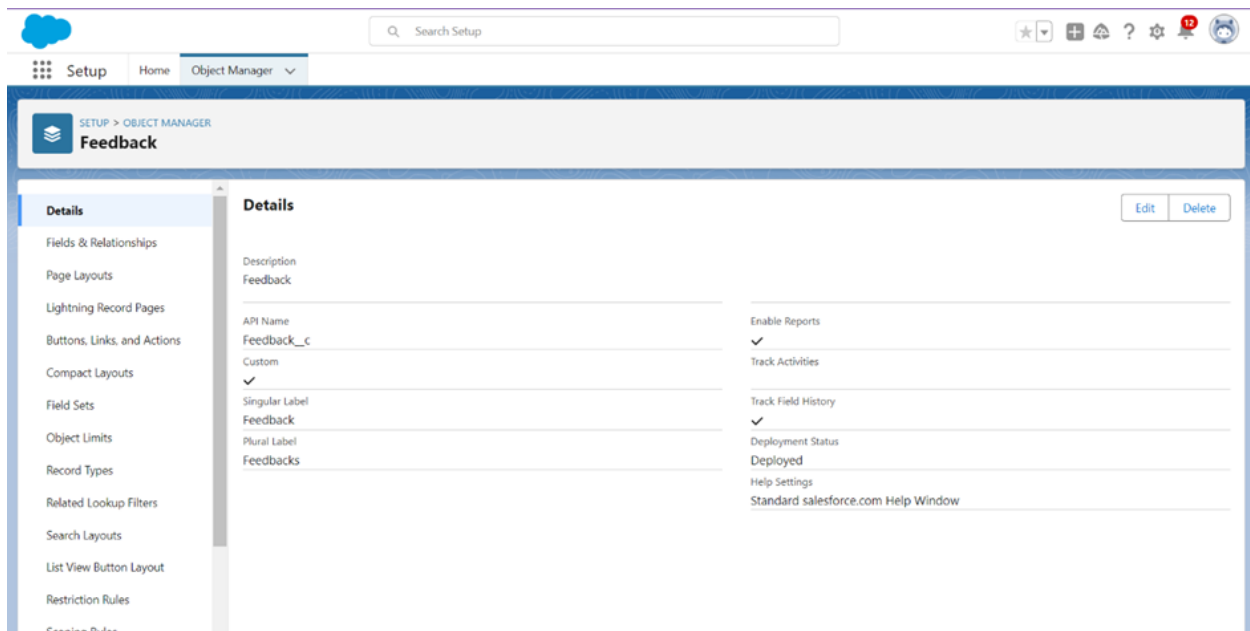 Search Setup
12
Setup Home Object Manager
SETUP > OBJECT MANAGER
Feedback
Details
Fields & Relationships
Page Layouts
Lightning Record Pages
Buttons, Links, and Actions
Compact Layouts
Field Sets
Object Limits
Record Types
Related Lookup Filters
Search Layouts
List View Button Layout
Restriction Rules
Scoping Rules
Details
Edit Delete
Description
Feedback
API Name
Feedback__c
Custom
Singular Label
Feedback
Plural Label
Feedbacks
Enable Reports
Track Activities
Track Field History
Deployment Status
Deployed
Help Settings
Standard salesforce.com Help Window